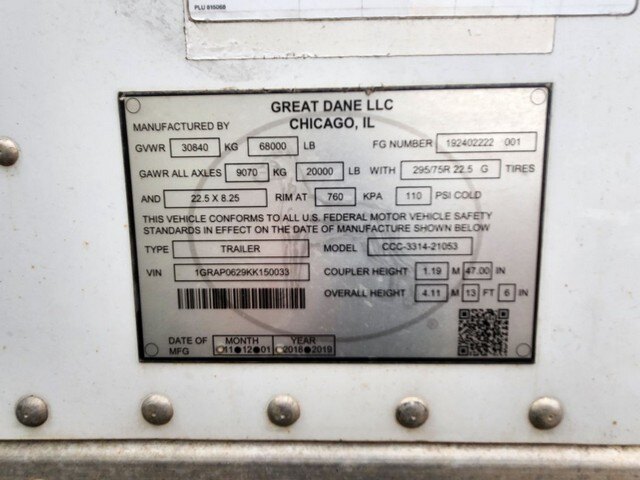 PLU 015060
GREAT DANE LLC
MANUFACTURED BY CHICAGO, IL
GVWR 30840 KG 68000 LB FG NUMBER 192402222 001
GAWR ALL AXLES 9070 KG 20000 LB WITH 295/75R 22.5 G TIRES
AND 22.5 X 8.25 RIM AT 760 KPA 110 PSI COLD
THIS VEHICLE CONFORMS TO ALL U.S. FEDERAL MOTOR VEHICLE SAFETY
STANDARDS IN EFFECT ON THE DATE OF MANUFACTURE SHOWN BELOW
TYPE TRAILER MODEL CCC-3314-21053
VIN 1GRAP0629KK150033 COUPLER HEIGHT 1.19 M 47.00 IN
OVERALL HEIGHT 4.11 M 13 FT 6 IN
DATE OF MFG MONTH YEAR
11 12 01 2018 2019